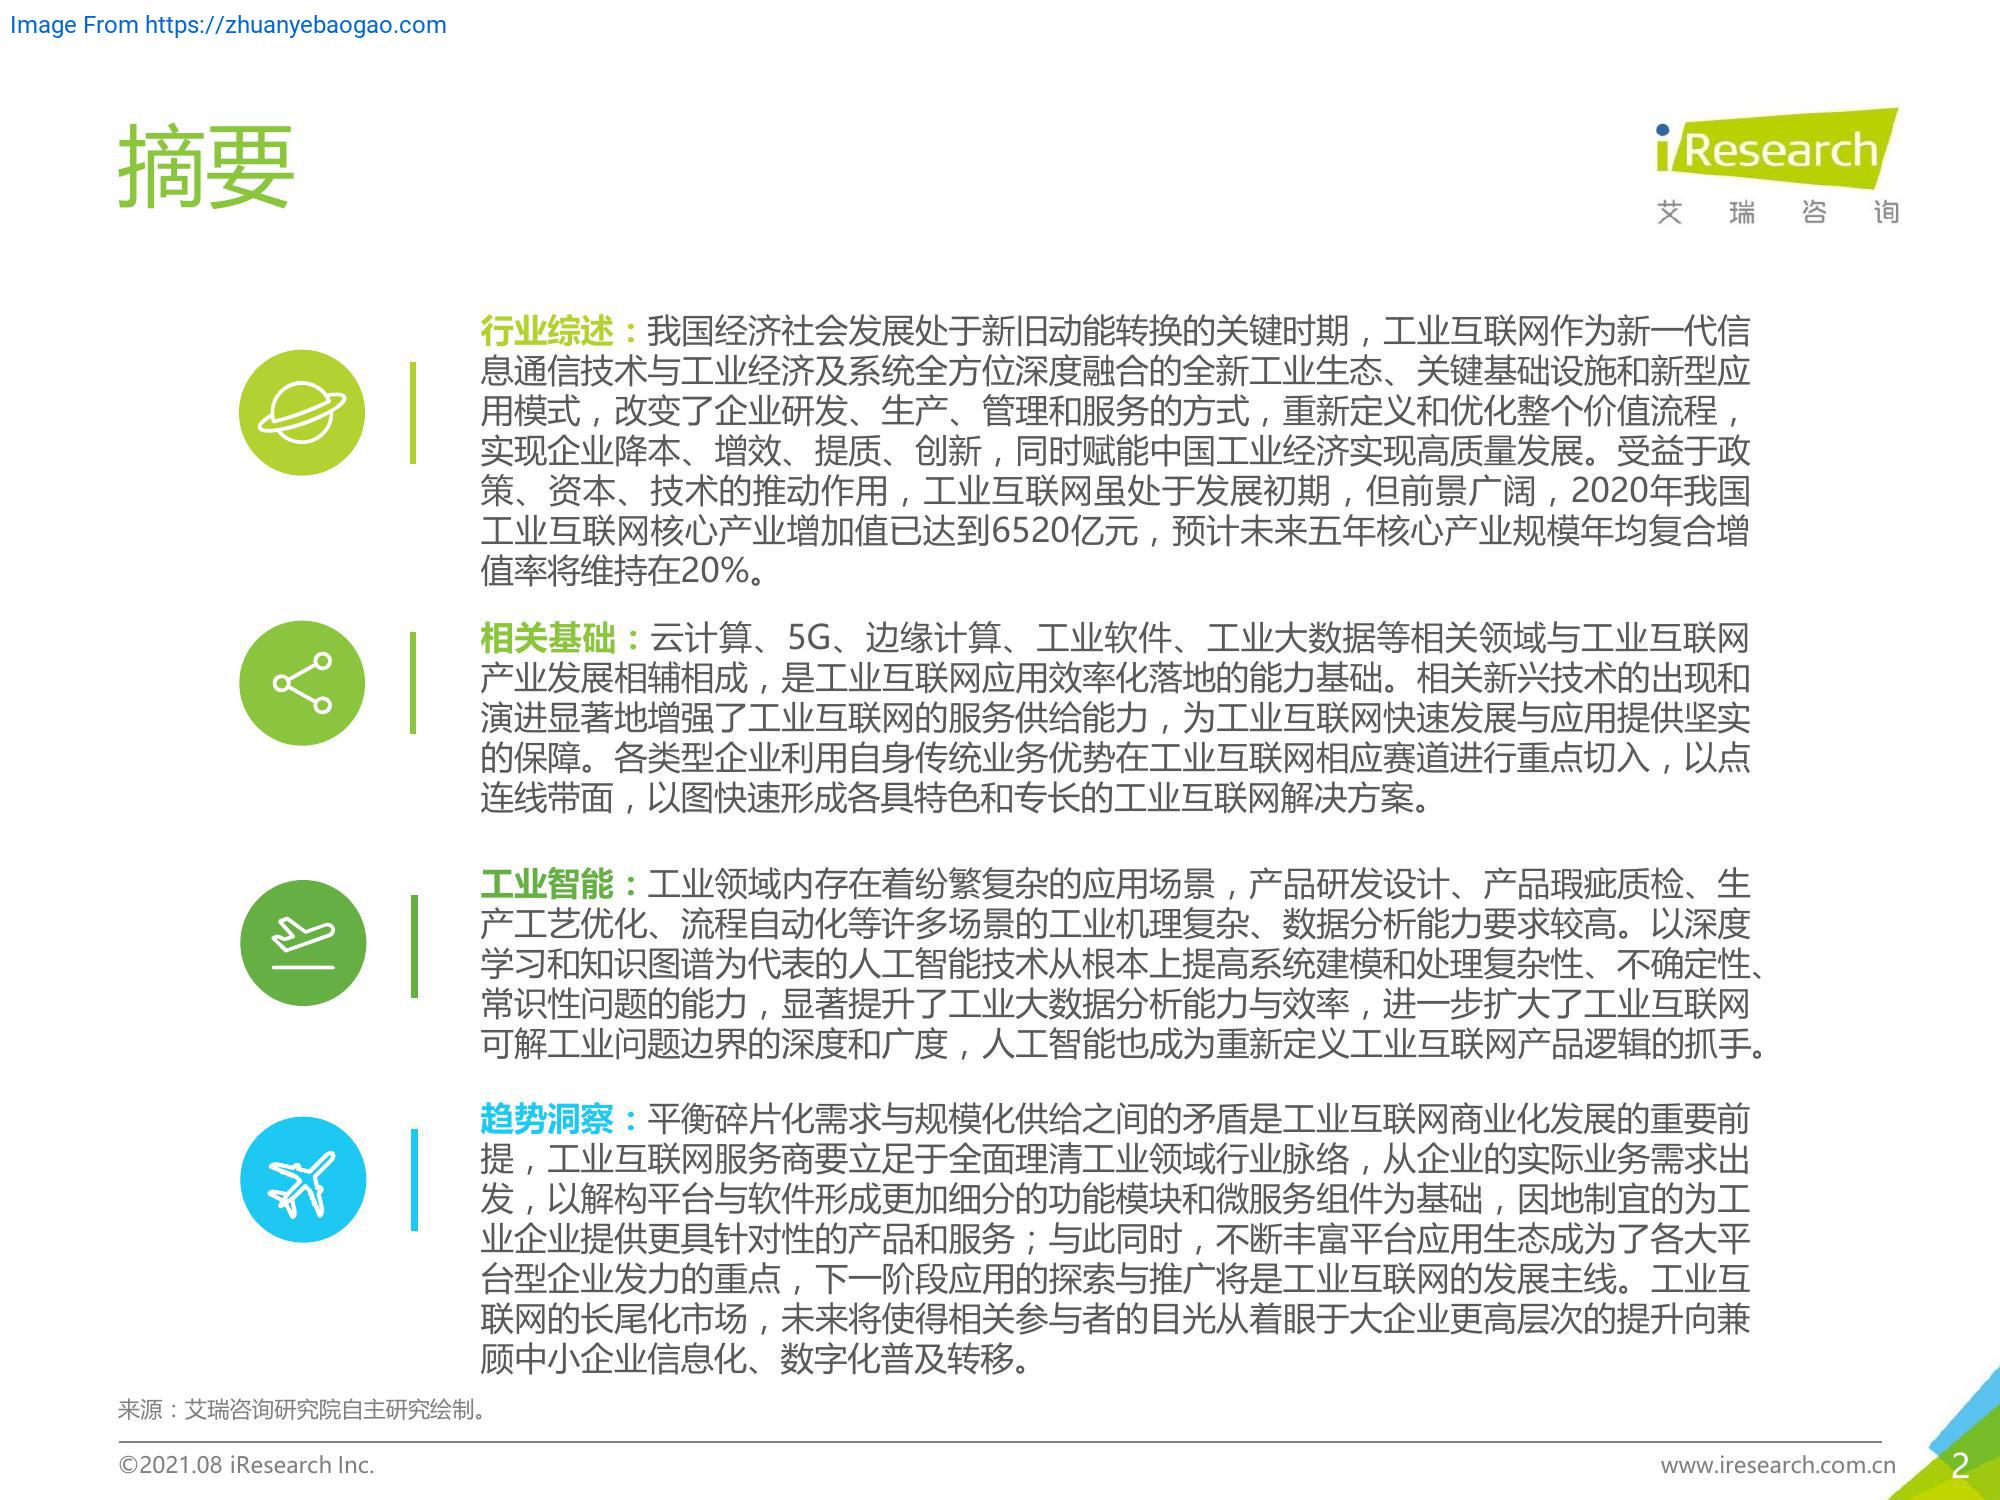 Image From https://zhuanyebaogao.com
摘要
iResearch
艾瑞咨询
行业综述：我国经济社会发展处于新旧动能转换的关键时期，工业互联网作为新一代信
息通信技术与工业经济及系统全方位深度融合的全新工业生态、关键基础设施和新型应
用模式，改变了企业研发、生产、管理和服务的方式，重新定义和优化整个价值流程，
实现企业降本、增效、提质、创新，同时赋能中国工业经济实现高质量发展。受益于政
策、资本、技术的推动作用，工业互联网虽处于发展初期，但前景广阔，2020年我国
工业互联网核心产业增加值已达到6520亿元，预计未来五年核心产业规模年均复合增
值率将维持在20%。
相关基础：云计算、5G、边缘计算、工业软件、工业大数据等相关领域与工业互联网
产业发展相辅相成，是工业互联网应用效率化落地的能力基础。相关新兴技术的出现和
演进显著地增强了工业互联网的服务供给能力，为工业互联网快速发展与应用提供坚实
的保障。各类型企业利用自身传统业务优势在工业互联网相应赛道进行重点切入，以点
连线带面，以图快速形成各具特色和专长的工业互联网解决方案。
工业智能：工业领域内存在着纷繁复杂的应用场景，产品研发设计、产品瑕疵质检、生
产工艺优化、流程自动化等许多场景的工业机理复杂、数据分析能力要求较高。以深度
学习和知识图谱为代表的人工智能技术从根本上提高系统建模和处理复杂性、不确定性、
常识性问题的能力，显著提升了工业大数据分析能力与效率，进一步扩大了工业互联网
可解工业问题边界的深度和广度，人工智能也成为重新定义工业互联网产品逻辑的抓手。
趋势洞察：平衡碎片化需求与规模化供给之间的矛盾是工业互联网商业化发展的重要前
提，工业互联网服务商要立足于全面理清工业领域行业脉络，从企业的实际业务需求出
发，以解构平台与软件形成更加细分的功能模块和微服务组件为基础，因地制宜的为工
业企业提供更具针对性的产品和服务；与此同时，不断丰富平台应用生态成为了各大平
台型企业发力的重点，下一阶段应用的探索与推广将是工业互联网的发展主线。工业互
联网的长尾化市场，未来将使得相关参与者的目光从着眼于大企业更高层次的提升向兼
顾中小企业信息化、数字化普及转移。
来源：艾瑞咨询研究院自主研究绘制。
©2021.08 iResearch Inc.
www.iresearch.com.cn
2